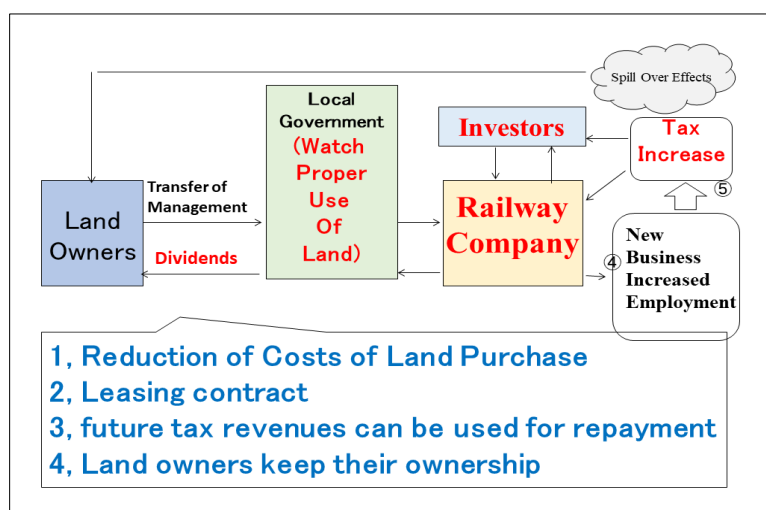 Spill Over Effects
Local
Government
(Watch
Proper
Use
Of
Land)
Investors
Tax
Increase
⑤
Land
Owners
Transfer of
Management
Dividends
Railway
Company
④
New
Business
Increased
Employment
1, Reduction of Costs of Land Purchase
2, Leasing contract
3, future tax revenues can be used for repayment
4, Land owners keep their ownership